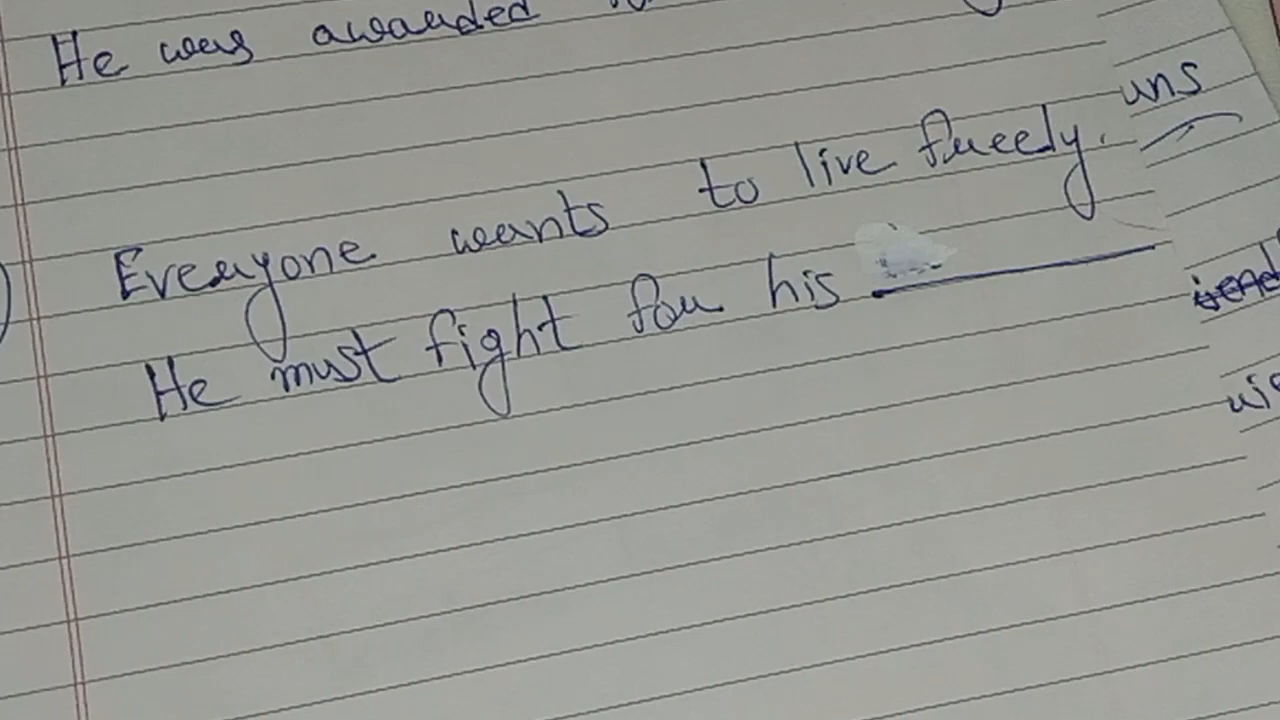 He was awarded
uns
Everyone wants to live freely.
He must fight for his